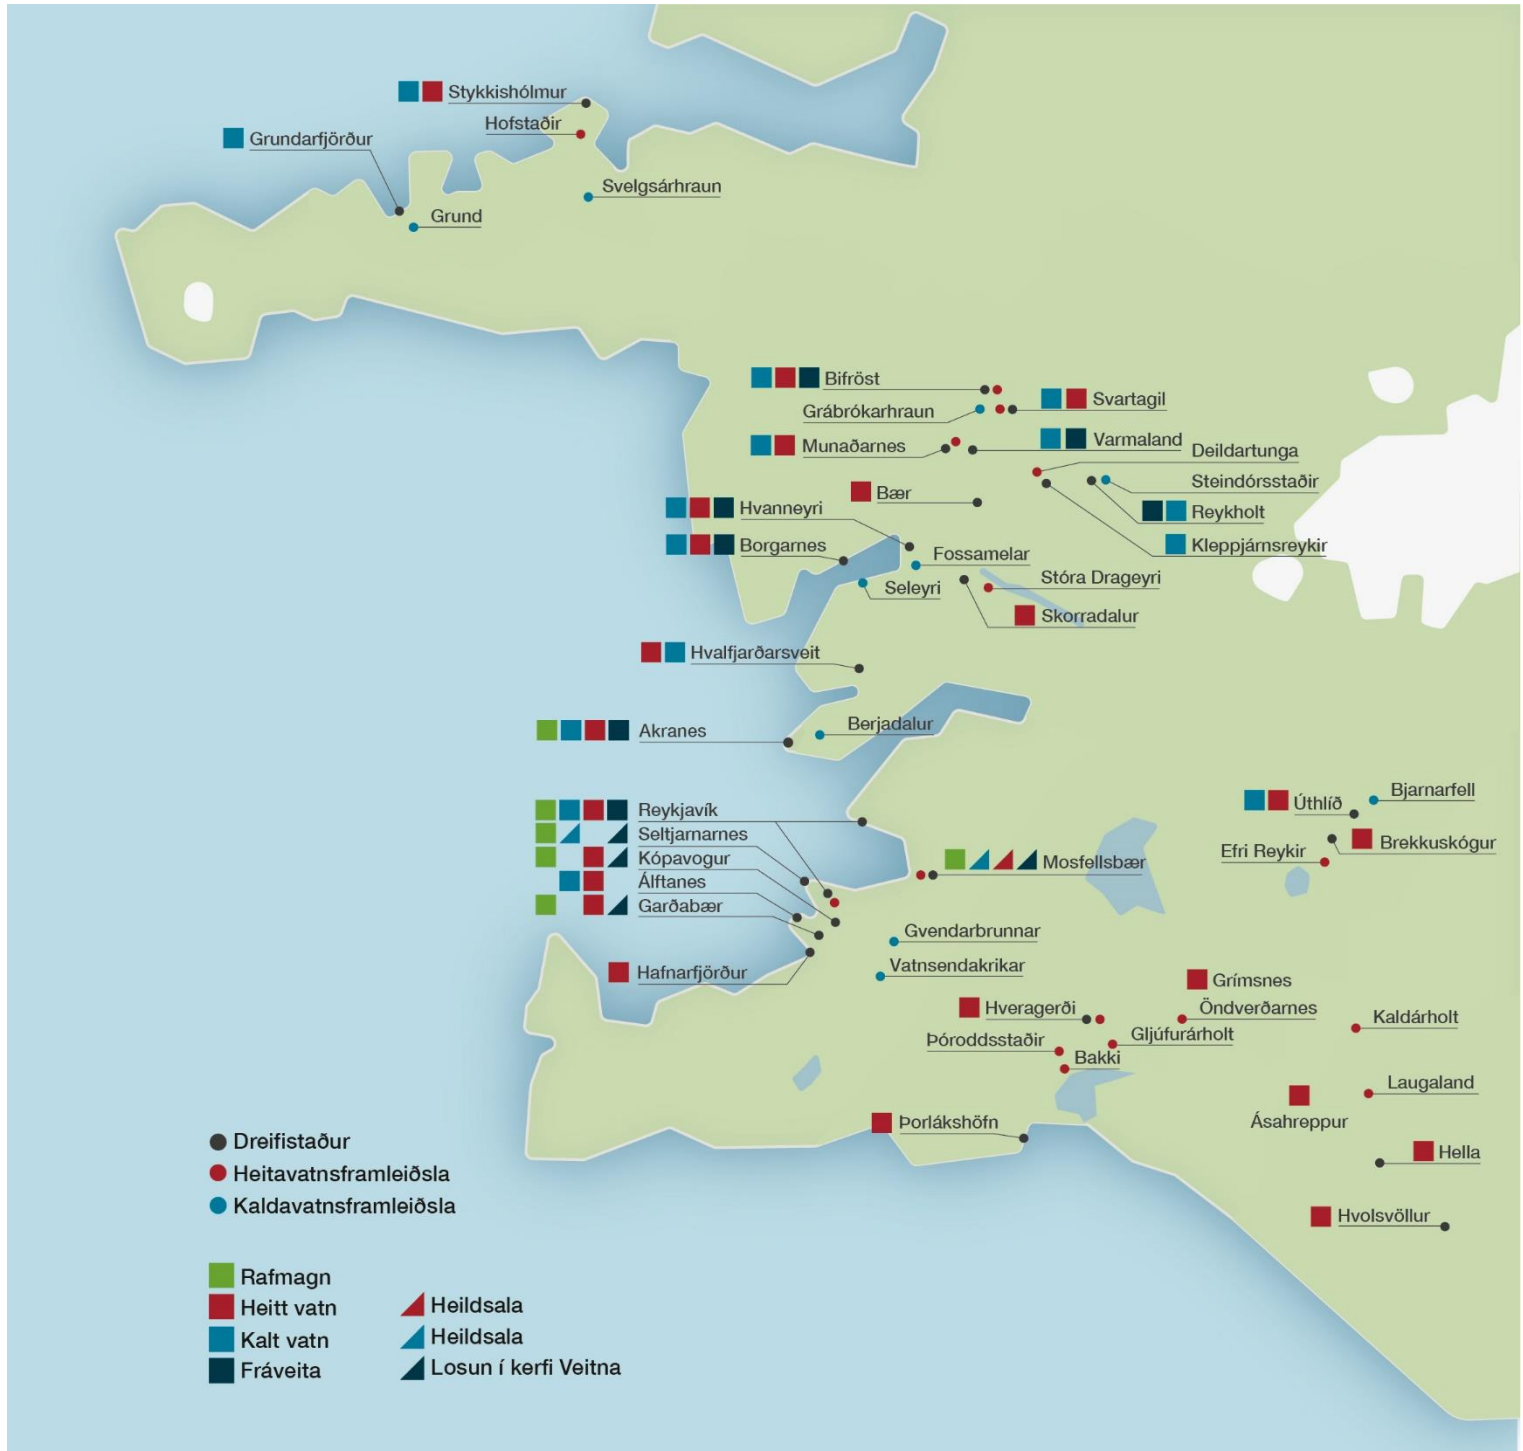 Stykkishólmur
Hofstaðir
Grundarfjörður
Svelgsárhraun
Grund
Bifröst
Svartagil
Grábrókarhraun
Munaðarnes
Varmaland
Deildartunga
Steindórsstaðir
Bær
Reykholt
Hvanneyri
Kleppjárnsreykir
Borgarnes
Fossamelar
Stóra Drageyri
Seleyri
Skorradalur
Hvalfjarðarsveit
Berjadalur
Akranes
Reykjavík
Seltjarnarnes
Kópavogur
Álftanes
Garðabær
Hafnarfjörður
Mosfellsbær
Bjarnarfell
Úthlíð
Brekkuskógur
Efri Reykir
Gvendarbrunnar
Vatnsendakrikar
Grímsnes
Öndverðarnes
Hveragerði
Kaldárholt
Gljúfurárholt
Þóroddsstaðir
Bakki
Laugaland
Ásahreppur
Þorlákshöfn
Hella
Hvolsvöllur
Dreifistaður
Heitavatnsframleiðsla
Kaldavatnsframleiðsla
Rafmagn
Heitt vatn
Heildsala
Kalt vatn
Heildsala
Fráveita
Losun í kerfi Veitna